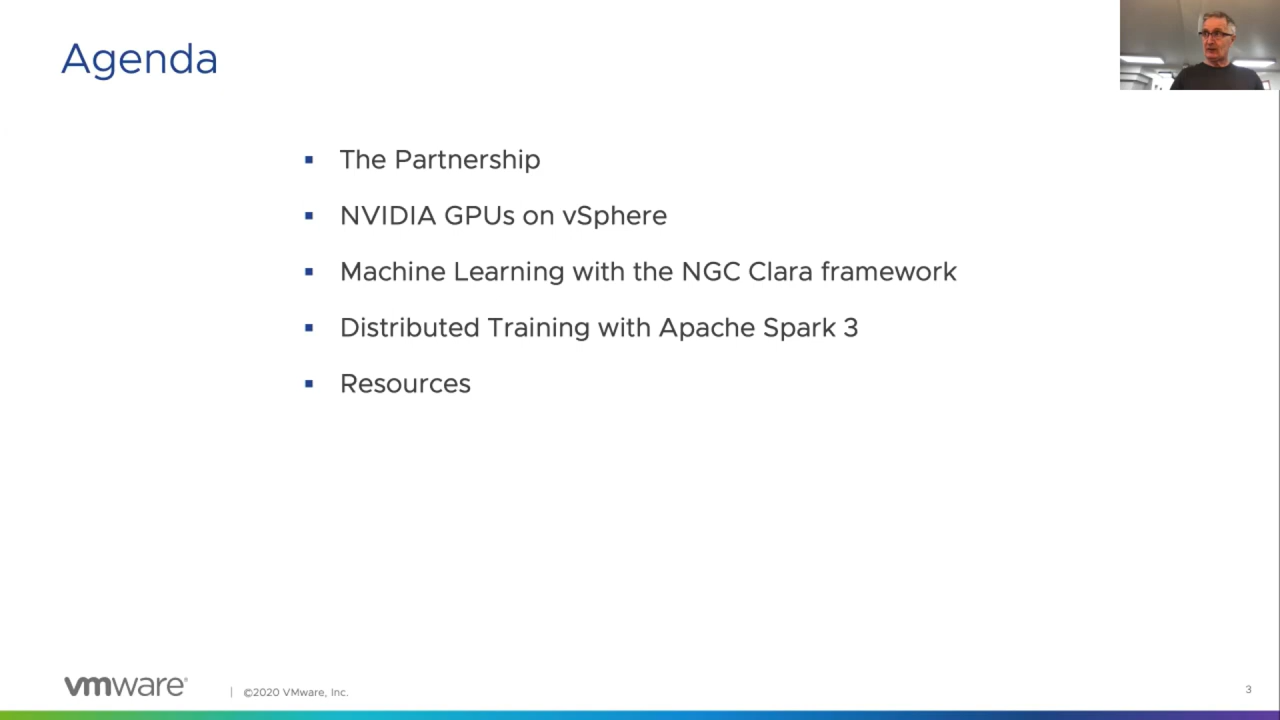 Agenda
▪ The Partnership
▪ NVIDIA GPUs on vSphere
▪ Machine Learning with the NGC Clara framework
▪ Distributed Training with Apache Spark 3
▪ Resources
vmware® | ©2020 VMware, Inc. 3